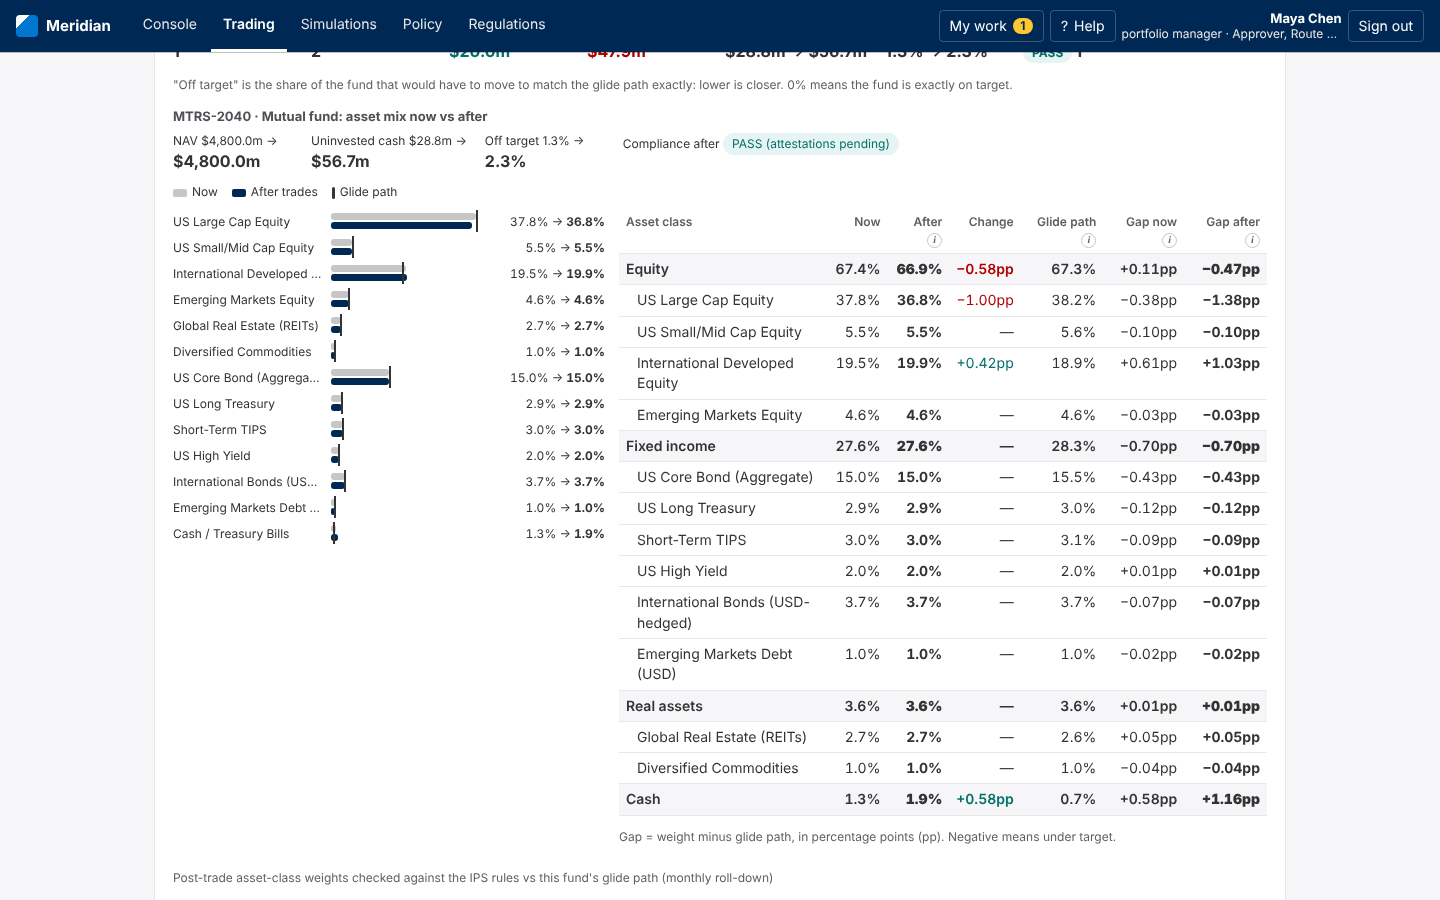 Meridian
Console
Trading
Simulations
Policy
Regulations
My work 1
? Help
Maya Chen
portfolio manager · Approver, Route ...
Sign out
PASS
"Off target" is the share of the fund that would have to move to match the glide path exactly: lower is closer. 0% means the fund is exactly on target.
MTRS-2040 · Mutual fund: asset mix now vs after
NAV $4,800.0m →
$4,800.0m
Uninvested cash $28.8m →
$56.7m
Off target 1.3% →
2.3%
Compliance after PASS (attestations pending)
Now After trades Glide path
US Large Cap Equity 37.8% → 36.8%
US Small/Mid Cap Equity 5.5% → 5.5%
International Developed ... 19.5% → 19.9%
Emerging Markets Equity 4.6% → 4.6%
Global Real Estate (REITs) 2.7% → 2.7%
Diversified Commodities 1.0% → 1.0%
US Core Bond (Aggrega... 15.0% → 15.0%
US Long Treasury 2.9% → 2.9%
Short-Term TIPS 3.0% → 3.0%
US High Yield 2.0% → 2.0%
International Bonds (US... 3.7% → 3.7%
Emerging Markets Debt ... 1.0% → 1.0%
Cash / Treasury Bills 1.3% → 1.9%
Asset class Now After Change Glide path Gap now Gap after
i i i i
Equity 67.4% 66.9% −0.58pp 67.3% +0.11pp −0.47pp
US Large Cap Equity 37.8% 36.8% −1.00pp 38.2% −0.38pp −1.38pp
US Small/Mid Cap Equity 5.5% 5.5% — 5.6% −0.10pp −0.10pp
International Developed 19.5% 19.9% +0.42pp 18.9% +0.61pp +1.03pp
Equity
Emerging Markets Equity 4.6% 4.6% — 4.6% −0.03pp −0.03pp
Fixed income 27.6% 27.6% — 28.3% −0.70pp −0.70pp
US Core Bond (Aggregate) 15.0% 15.0% — 15.5% −0.43pp −0.43pp
US Long Treasury 2.9% 2.9% — 3.0% −0.12pp −0.12pp
Short-Term TIPS 3.0% 3.0% — 3.1% −0.09pp −0.09pp
US High Yield 2.0% 2.0% — 2.0% +0.01pp +0.01pp
International Bonds (USD- 3.7% 3.7% — 3.7% −0.07pp −0.07pp
hedged)
Emerging Markets Debt 1.0% 1.0% — 1.0% −0.02pp −0.02pp
(USD)
Real assets 3.6% 3.6% — 3.6% +0.01pp +0.01pp
Global Real Estate (REITs) 2.7% 2.7% — 2.6% +0.05pp +0.05pp
Diversified Commodities 1.0% 1.0% — 1.0% −0.04pp −0.04pp
Cash 1.3% 1.9% +0.58pp 0.7% +0.58pp +1.16pp
Gap = weight minus glide path, in percentage points (pp). Negative means under target.
Post-trade asset-class weights checked against the IPS rules vs this fund's glide path (monthly roll-down)